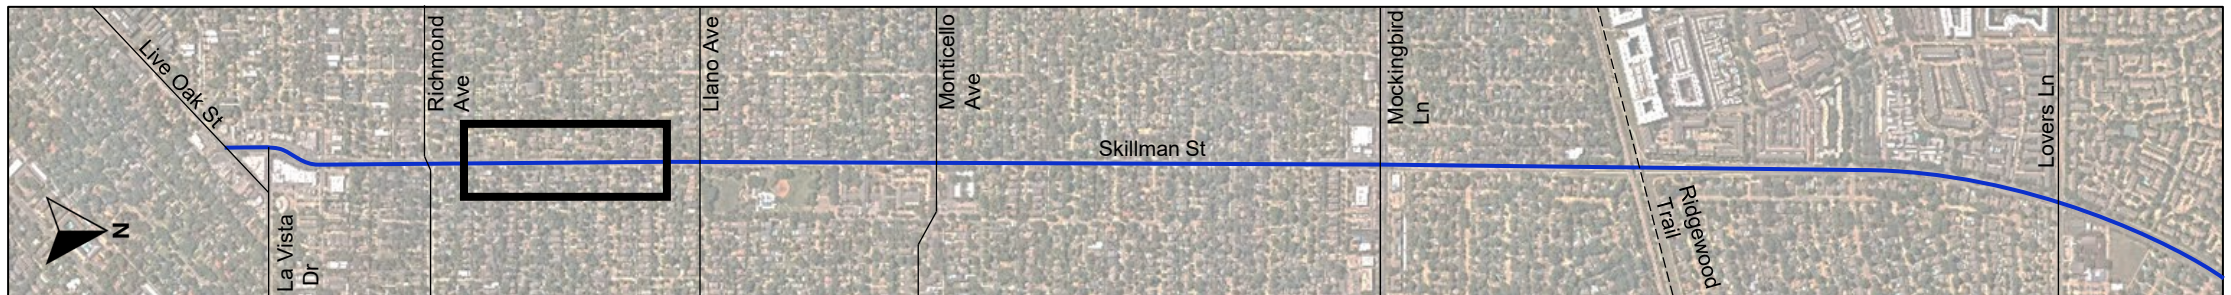 Live Oak St
La Vista
Dr
N
Richmond
Ave
Llano Ave
Monticello
Ave
Skillman St
Mockingbird
Ln
Ridgewood
Trail
Lovers Ln